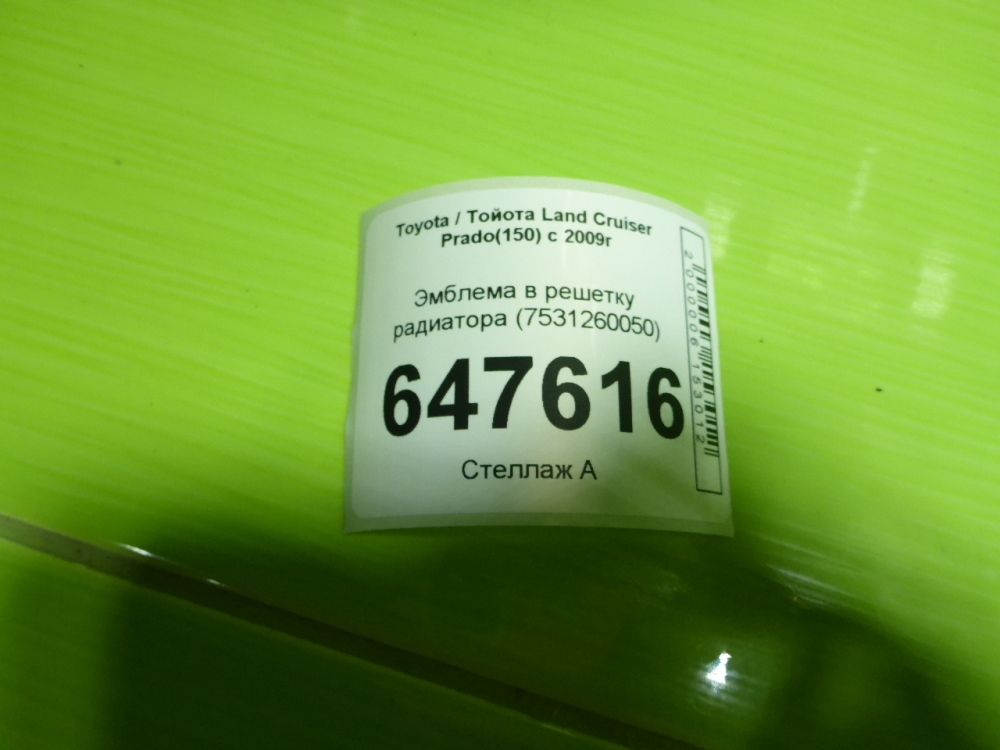 Toyota / Тойота Land Cruiser
Prado(150) с 2009г
Эмблема в решетку
радиатора (7531260050)
647616
Стеллаж А
2000006153012